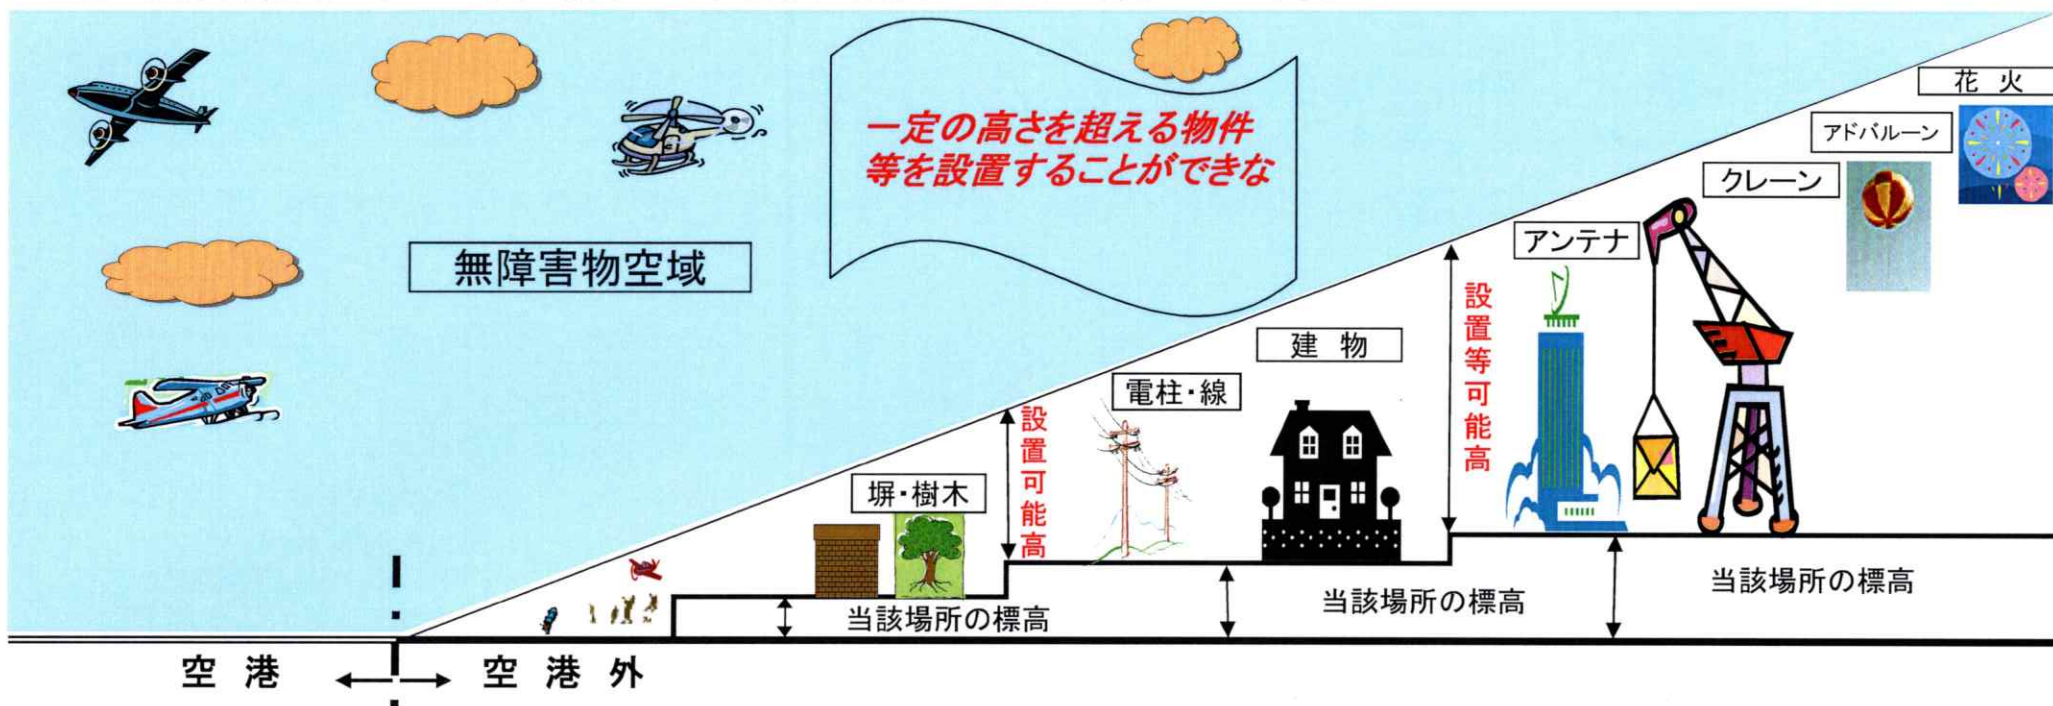 花 火
アドバルーン
一定の高さを超える物件
等を設置することができな
クレーン
アンテナ
無障害物空域
設置等可能高
建 物
電柱・線
設置可能高
塀・樹木
当該場所の標高
当該場所の標高
当該場所の標高
空 港
空 港 外